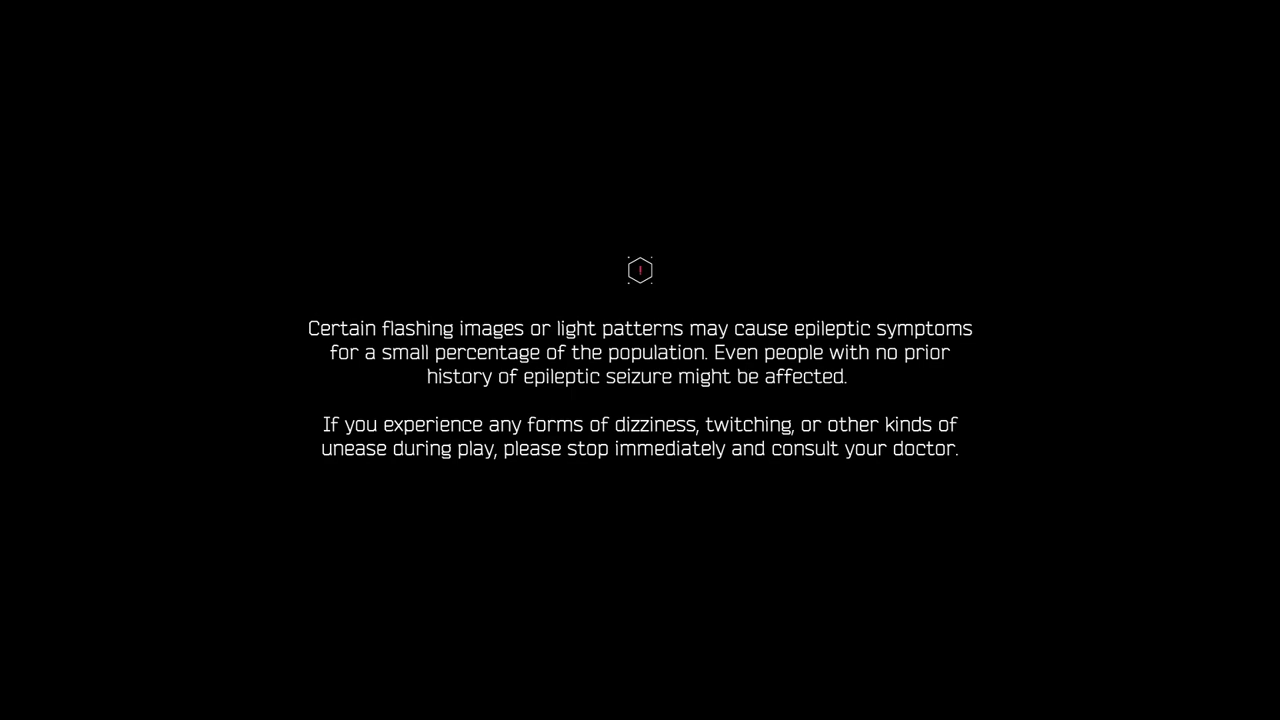 !
Certain flashing images or light patterns may cause epileptic symptoms
for a small percentage of the population. Even people with no prior
history of epileptic seizure might be affected.
If you experience any forms of dizziness, twitching, or other kinds of
unease during play, please stop immediately and consult your doctor.